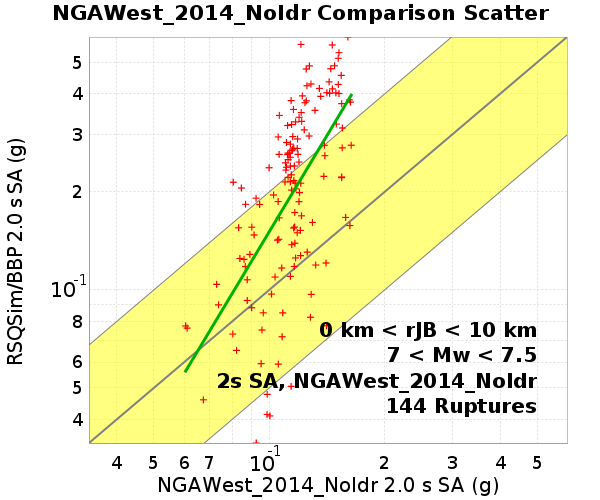 NGAWest_2014_NoIdr Comparison Scatter
RSQSim/BBP 2.0 s SA (g)
5
4
3
2
10-1
8
6
5
4
0 km < rJB < 10 km
7 < Mw < 7.5
2s SA, NGAWest_2014_NoIdr
144 Ruptures
4 5 6 7 10-1 2 3 4 5
NGAWest_2014_NoIdr 2.0 s SA (g)